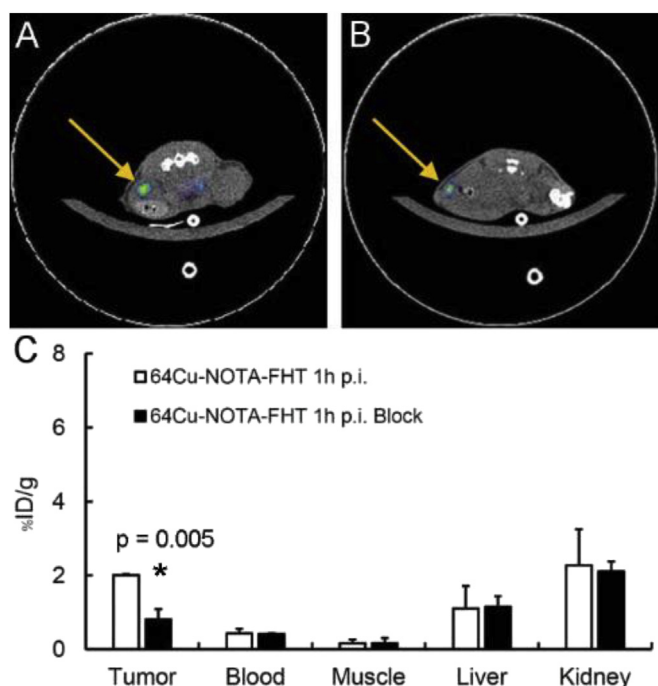 A B
C
8
6
4
2
0
%ID/g
64Cu-NOTA-FHT 1h p.i.
64Cu-NOTA-FHT 1h p.i. Block
p = 0.005
*
Tumor Blood Muscle Liver Kidney